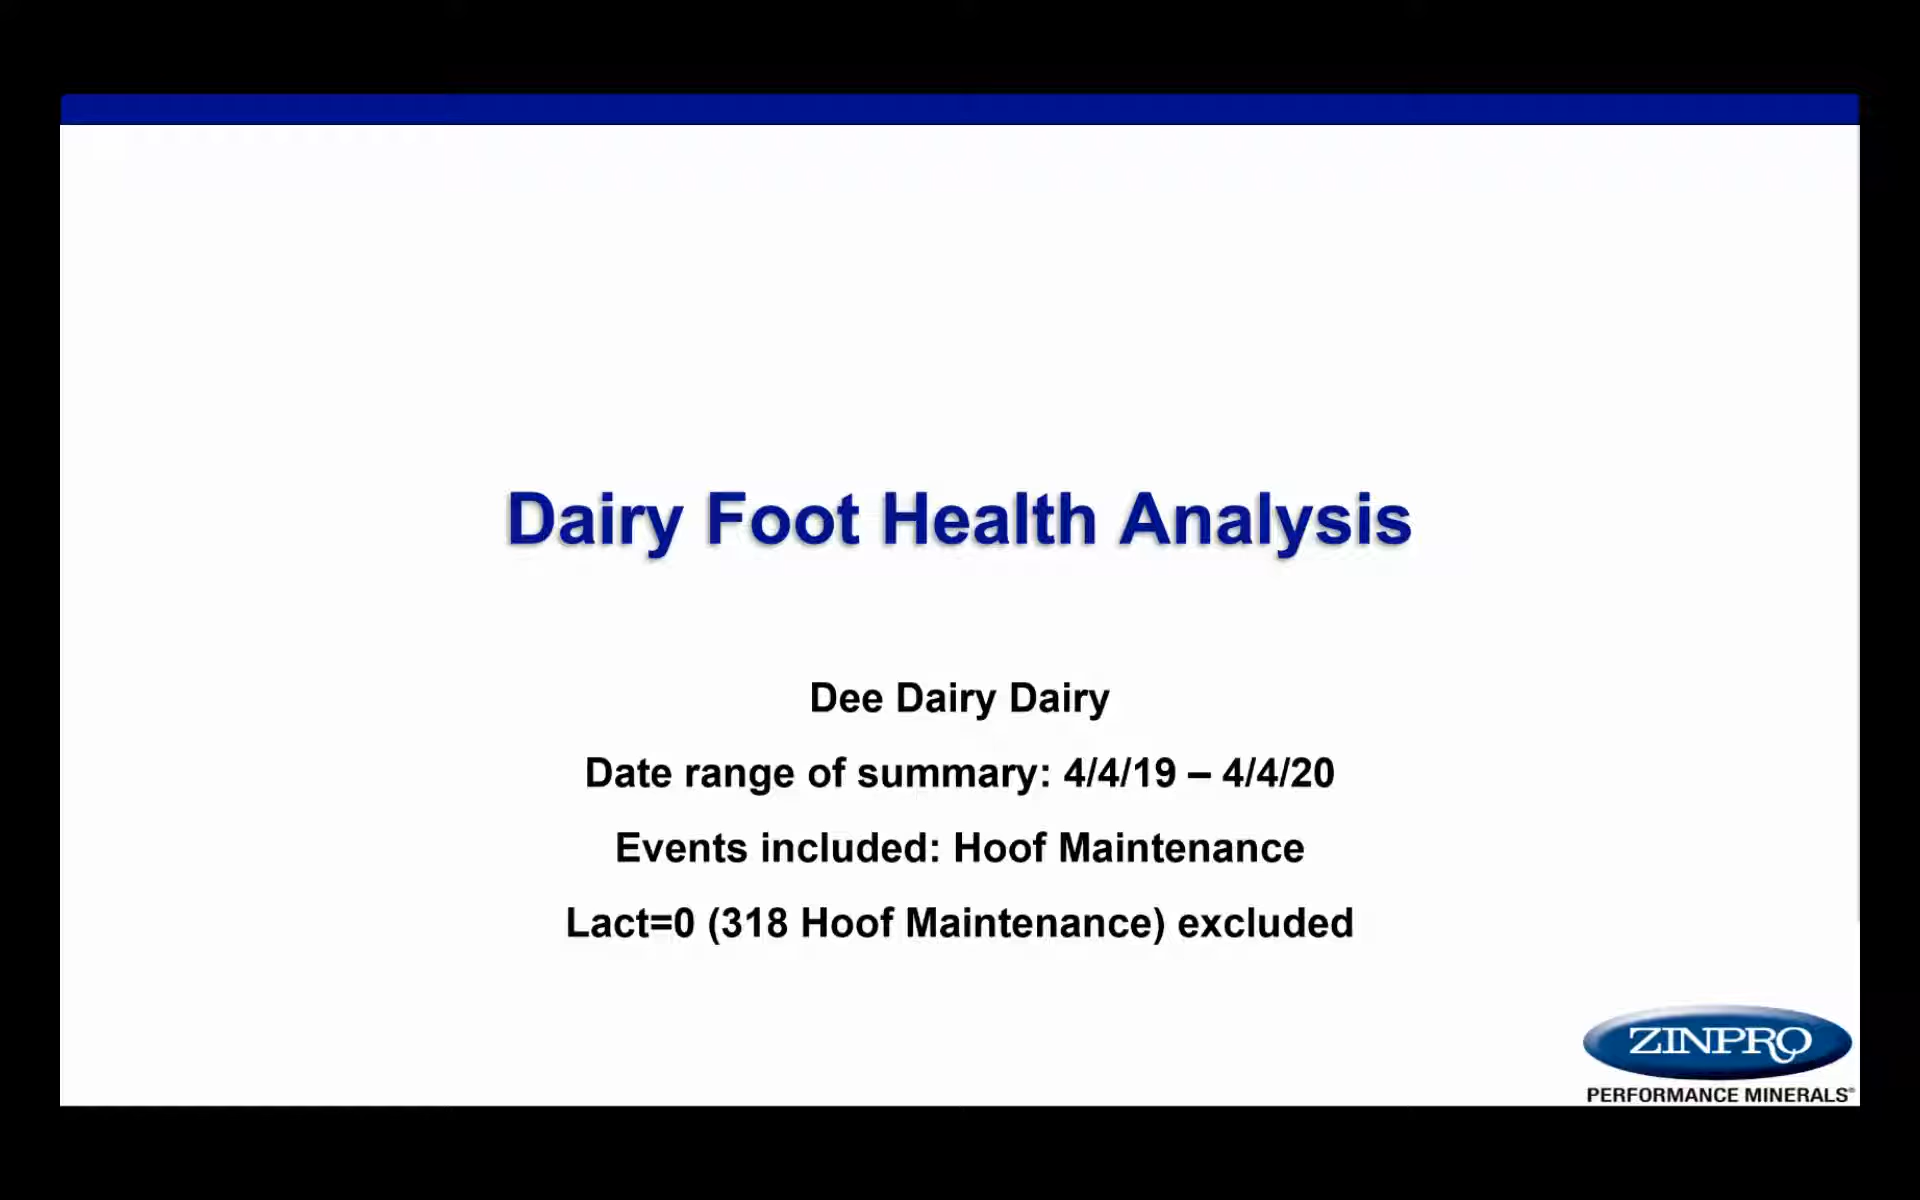 Dairy Foot Health Analysis
Dee Dairy Dairy
Date range of summary: 4/4/19 – 4/4/20
Events included: Hoof Maintenance
Lact=0 (318 Hoof Maintenance) excluded
ZINPRO
PERFORMANCE MINERALS®